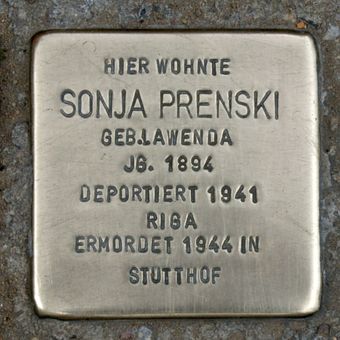 HIER WOHNTE
SONJA PRENSKI
GEB.LAWENDA
JG. 1894
DEPORTIERT 1941
RIGA
ERMORDET 1944 IN
STUTTHOF